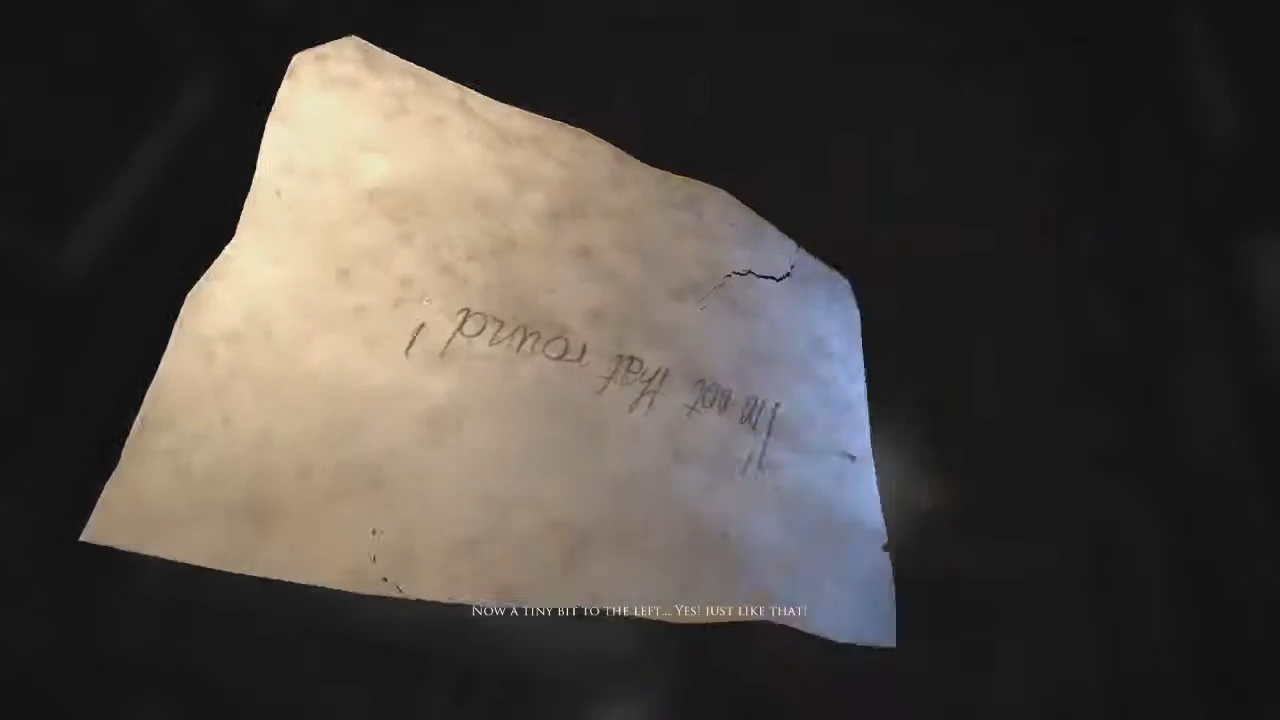 "I'm not that round!
Now a tiny bit to the left... Yes! just like that!